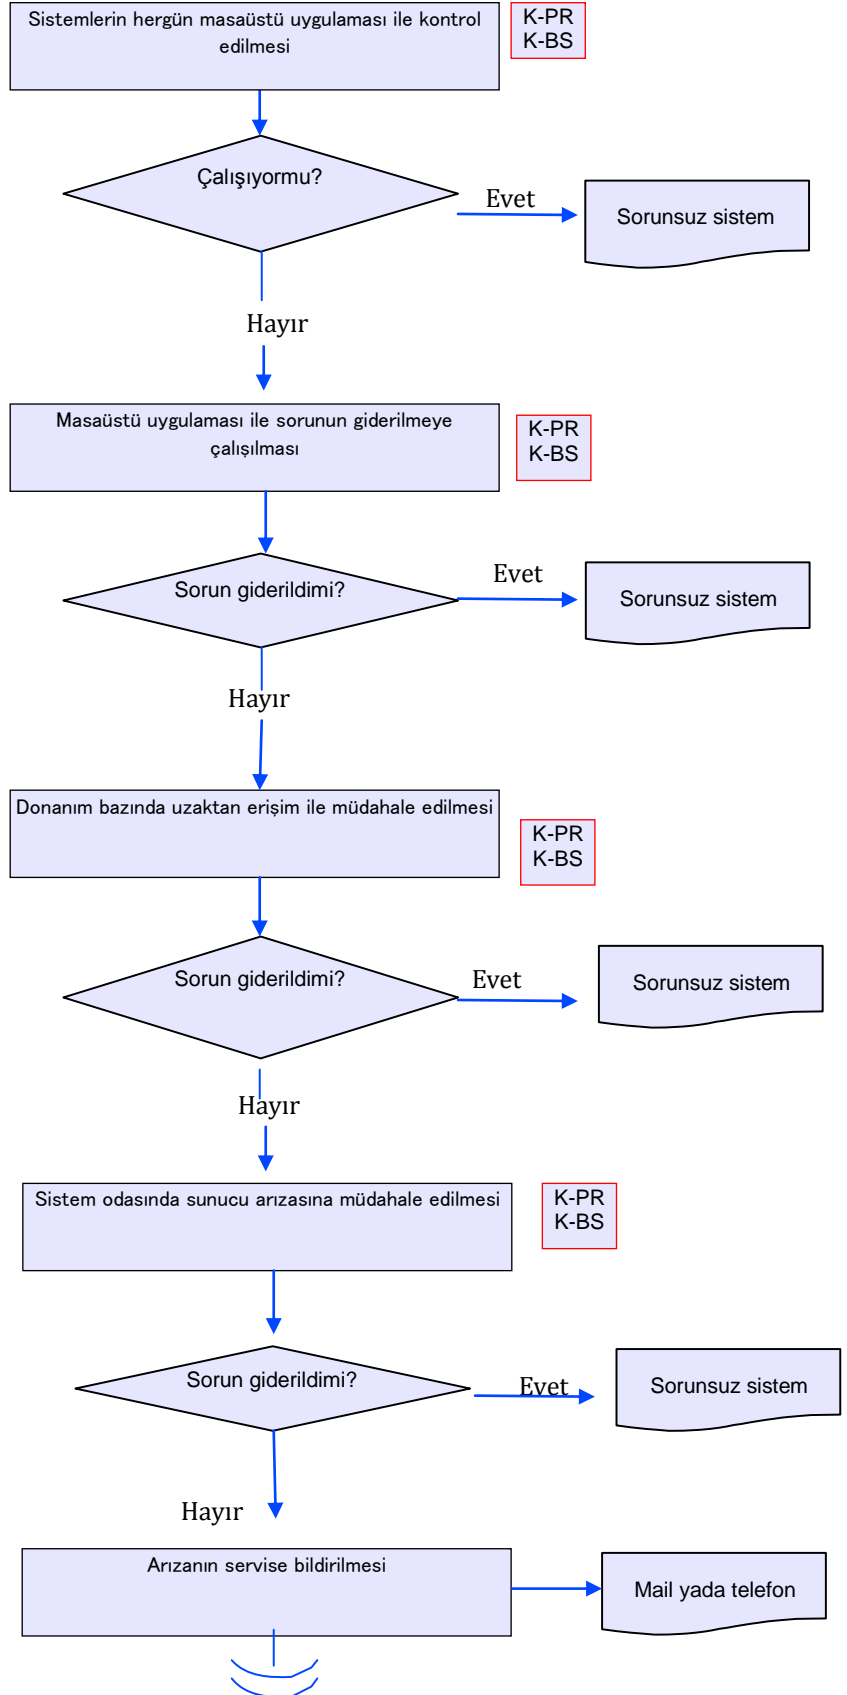 Sistemlerin hergün masaüstü uygulaması ile kontrol
edilmesi
K-PR
K-BS
Çalışıyormu?
Evet
Sorunsuz sistem
Hayır
Masaüstü uygulaması ile sorunun giderilmeye
çalışılması
K-PR
K-BS
Sorun giderildimi?
Evet
Sorunsuz sistem
Hayır
Donanım bazında uzaktan erişim ile müdahale edilmesi
K-PR
K-BS
Sorun giderildimi?
Evet
Sorunsuz sistem
Hayır
Sistem odasında sunucu arızasına müdahale edilmesi
K-PR
K-BS
Sorun giderildimi?
Evet
Sorunsuz sistem
Hayır
Arızanın servise bildirilmesi
Mail yada telefon